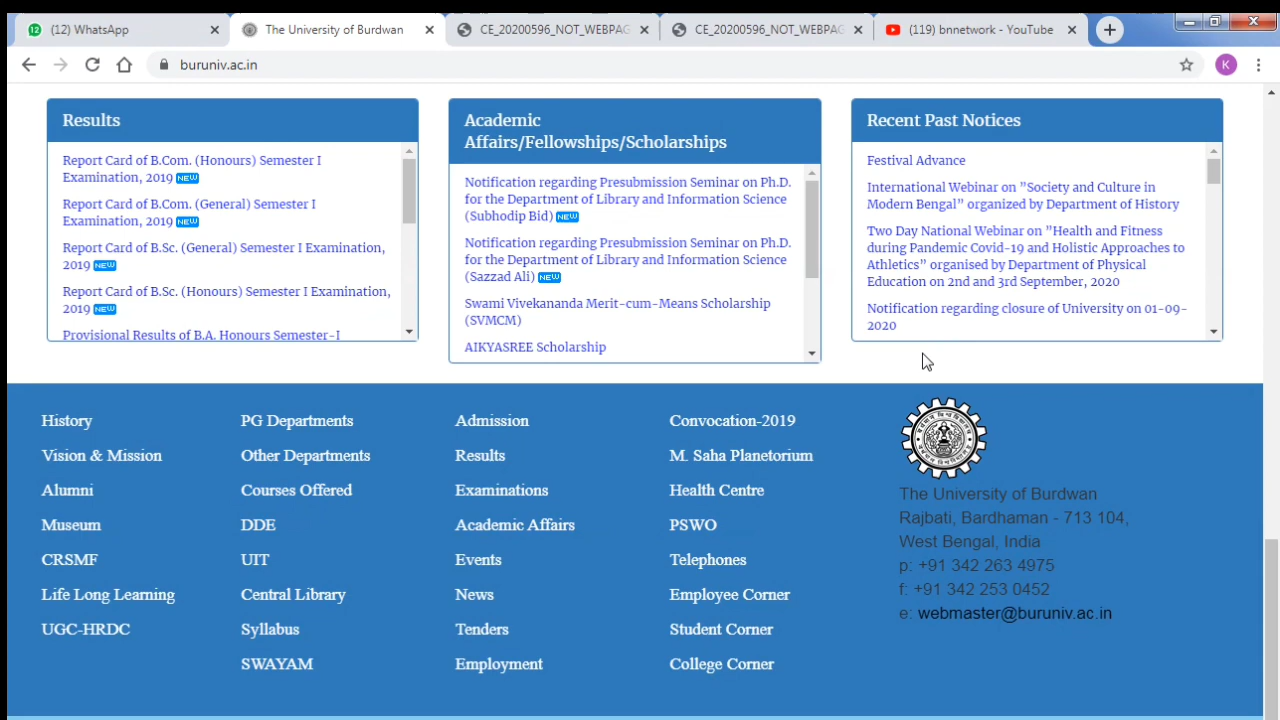 (12) WhatsApp
The University of Burdwan
CE_20200596_NOT_WEBPAG
CE_20200596_NOT_WEBPAG
(119) bnnetwork - YouTube
buruniv.ac.in
K
Results
Report Card of B.Com. (Honours) Semester I
Examination, 2019 NEW
Report Card of B.Com. (General) Semester I
Examination, 2019 NEW
Report Card of B.Sc. (General) Semester I Examination,
2019 NEW
Report Card of B.Sc. (Honours) Semester I Examination,
2019 NEW
Provisional Results of B.A. Honours Semester-I
Academic
Affairs/Fellowships/Scholarships
Notification regarding Presubmission Seminar on Ph.D.
for the Department of Library and Information Science
(Subhodip Bid) NEW
Notification regarding Presubmission Seminar on Ph.D.
for the Department of Library and Information Science
(Sazzad Ali) NEW
Swami Vivekananda Merit-cum-Means Scholarship
(SVMCM)
AIKYASREE Scholarship
Recent Past Notices
Festival Advance
International Webinar on "Society and Culture in
Modern Bengal" organized by Department of History
Two Day National Webinar on "Health and Fitness
during Pandemic Covid-19 and Holistic Approaches to
Athletics" organised by Department of Physical
Education on 2nd and 3rd September, 2020
Notification regarding closure of University on 01-09-
2020
History
Vision & Mission
Alumni
Museum
CRSMF
Life Long Learning
UGC-HRDC
PG Departments
Other Departments
Courses Offered
DDE
UIT
Central Library
Syllabus
SWAYAM
Admission
Results
Examinations
Academic Affairs
Events
News
Tenders
Employment
Convocation-2019
M. Saha Planetorium
Health Centre
PSWO
Telephones
Employee Corner
Student Corner
College Corner
The University of Burdwan
Rajbati, Bardhaman - 713 104,
West Bengal, India
p: +91 342 263 4975
f: +91 342 253 0452
e: webmaster@buruniv.ac.in